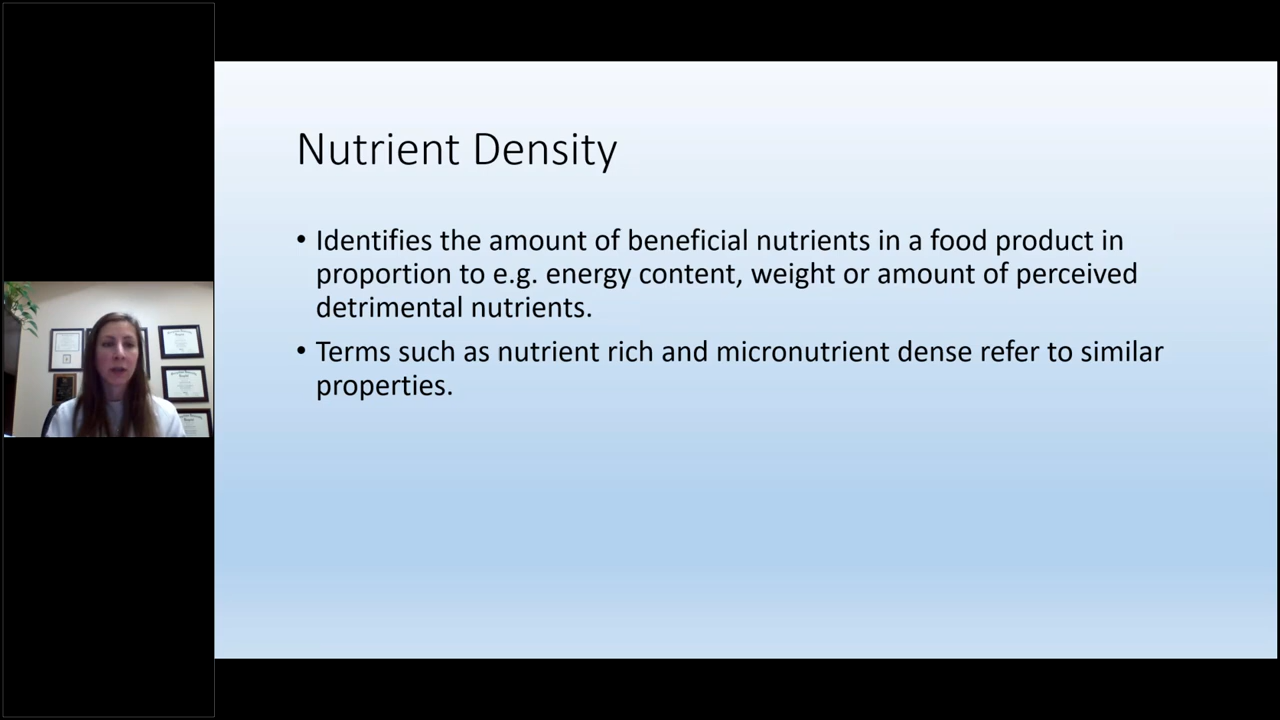 Nutrient Density
• Identifies the amount of beneficial nutrients in a food product in
proportion to e.g. energy content, weight or amount of perceived
detrimental nutrients.
• Terms such as nutrient rich and micronutrient dense refer to similar
properties.